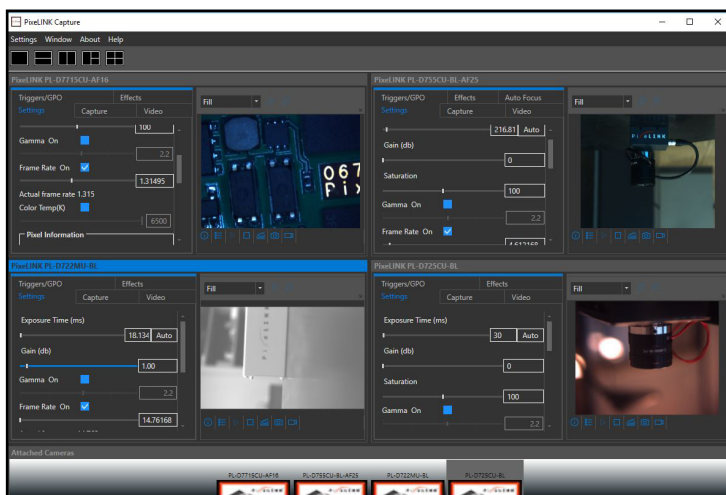 PixeLINK Capture
Settings Window About Help
PixeLINK PL-D7715CU-AF16
Triggers/GPO Effects
Settings Capture Video
100
Gamma On
2.2
Frame Rate On
1.31495
Actual frame rate 1.315
Color Temp(K)
6500
Pixel Information
Fill
067
Pix
PixeLINK PL-D755CU-BL-AF25
Triggers/GPO Effects Auto Focus
Settings Capture Video
216.81 Auto
Gain (db)
0
Saturation
100
Gamma On
2.2
Frame Rate On
4.612168
Fill
PixeLINK
PixeLINK PL-D722MU-BL
Triggers/GPO Effects
Settings Capture Video
Exposure Time (ms)
18.134 Auto
Gain (db)
1.00
Gamma On
2.2
Frame Rate On
14.76168
Fill
PixeLINK PL-D725CU-BL
Triggers/GPO Effects
Settings Capture Video
Exposure Time (ms)
30 Auto
Gain (db)
0
Saturation
100
Gamma On
2.2
Fill
Attached Cameras
PL-D7715CU-AF16 PL-D755CU-BL-AF25 PL-D722MU-BL PL-D725CU-BL